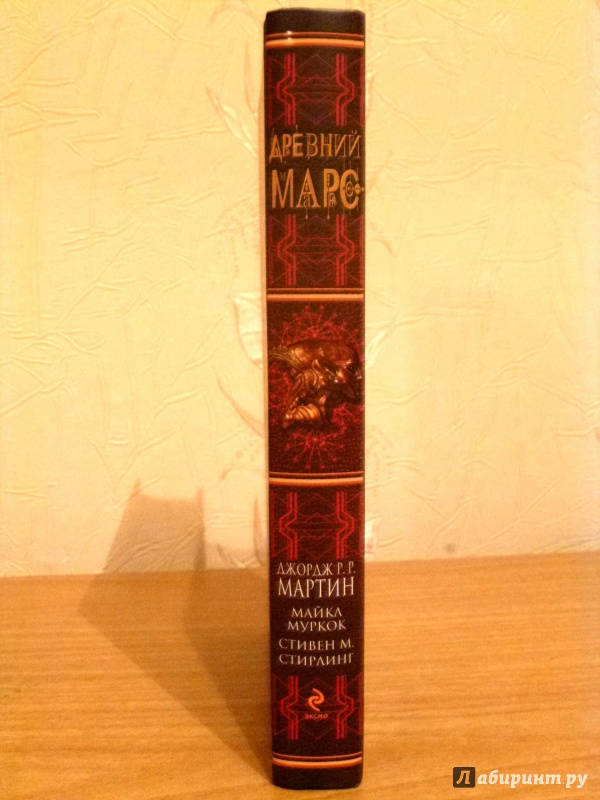 ДРЕВНИЙ
МАРС
ДЖОРДЖ Р. Р.
МАРТИН
МАЙКЛ
МУРКОК
СТИВЕН М.
СТИРЛИНГ
ЭКСМО
Лабиринт.ру